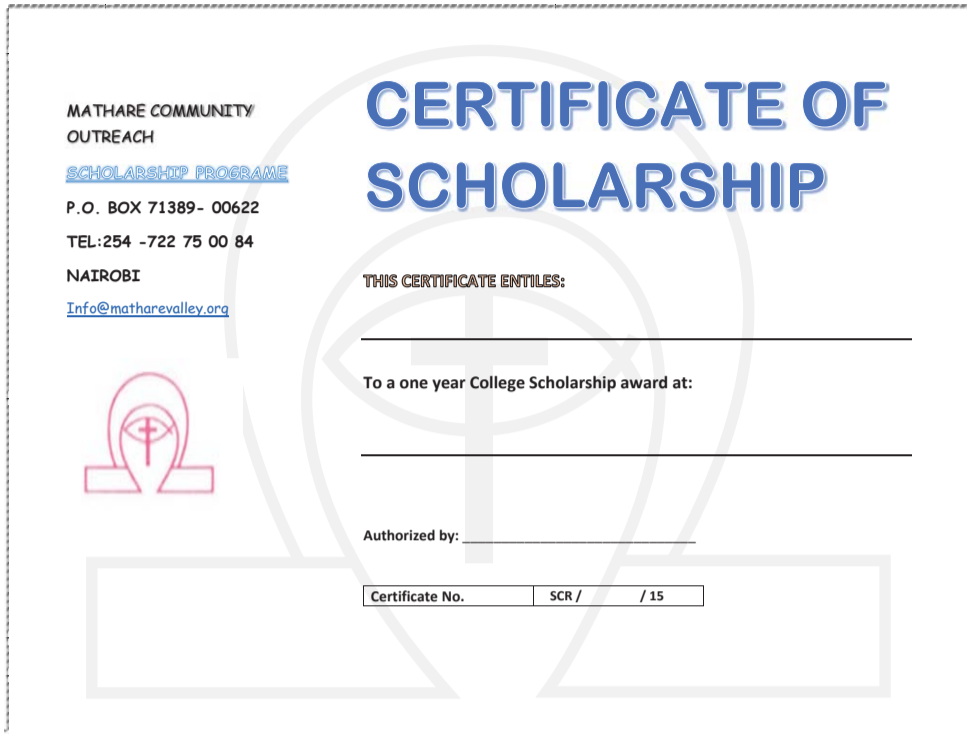 MATHARE COMMUNITY
OUTREACH
SCHOLARSHIP PROGRAME
P.O. BOX 71389- 00622
TEL:254 -722 75 00 84
NAIROBI
Info@matharevalley.org
CERTIFICATE OF
SCHOLARSHIP
THIS CERTIFICATE ENTILES:
To a one year College Scholarship award at:
Authorized by: ______________________________
Certificate No. SCR / / 15